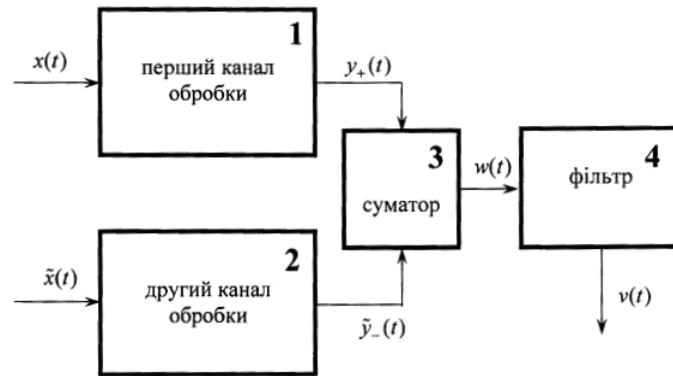 1
x(t)
перший канал
обробки
y₊(t)
3
суматор
w(t)
4
фільтр
2
x̃(t)
другий канал
обробки
ỹ₋(t)
v(t)